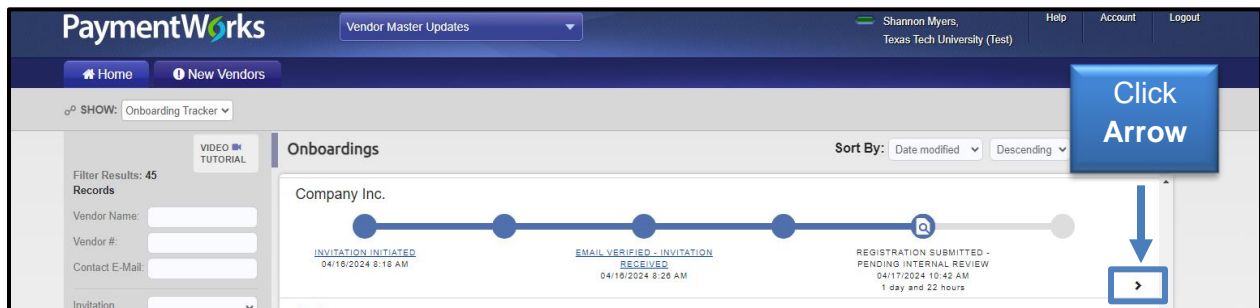 PaymentWorks
Vendor Master Updates
Shannon Myers,
Texas Tech University (Test)
Help
Account
Logout
Home
New Vendors
SHOW: Onboarding Tracker
Click
Arrow
VIDEO
TUTORIAL
Onboardings
Sort By: Date modified Descending
Filter Results: 45
Records
Vendor Name:
Vendor #:
Contact E-Mail:
Invitation
Company Inc.
INVITATION INITIATED
04/16/2024 8:18 AM
EMAIL VERIFIED - INVITATION
RECEIVED
04/16/2024 8:26 AM
REGISTRATION SUBMITTED -
PENDING INTERNAL REVIEW
04/17/2024 10:42 AM
1 day and 22 hours